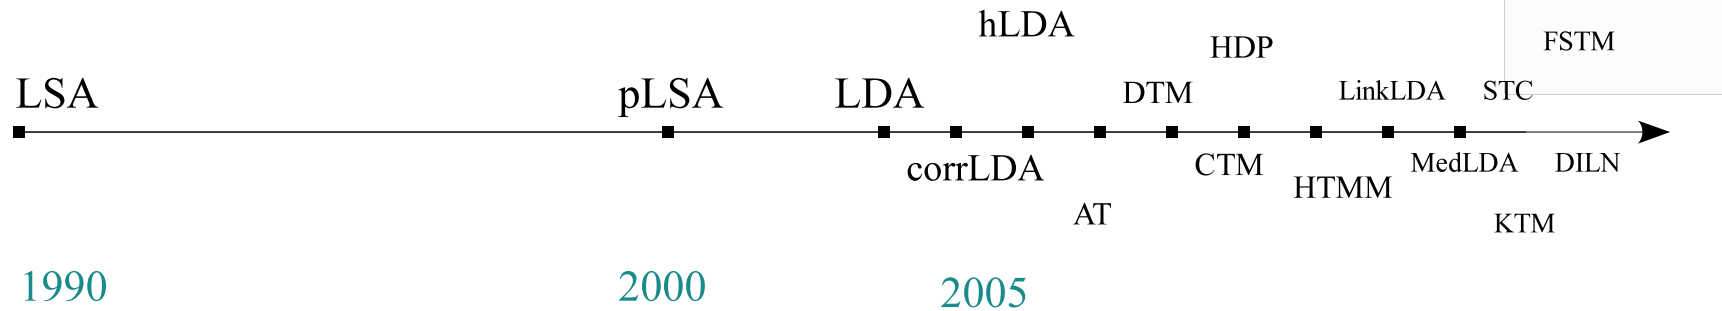 hLDA
HDP
FSTM
LSA
pLSA
LDA
DTM
LinkLDA
STC
corrLDA
CTM
MedLDA
DILN
HTMM
AT
KTM
1990
2000
2005